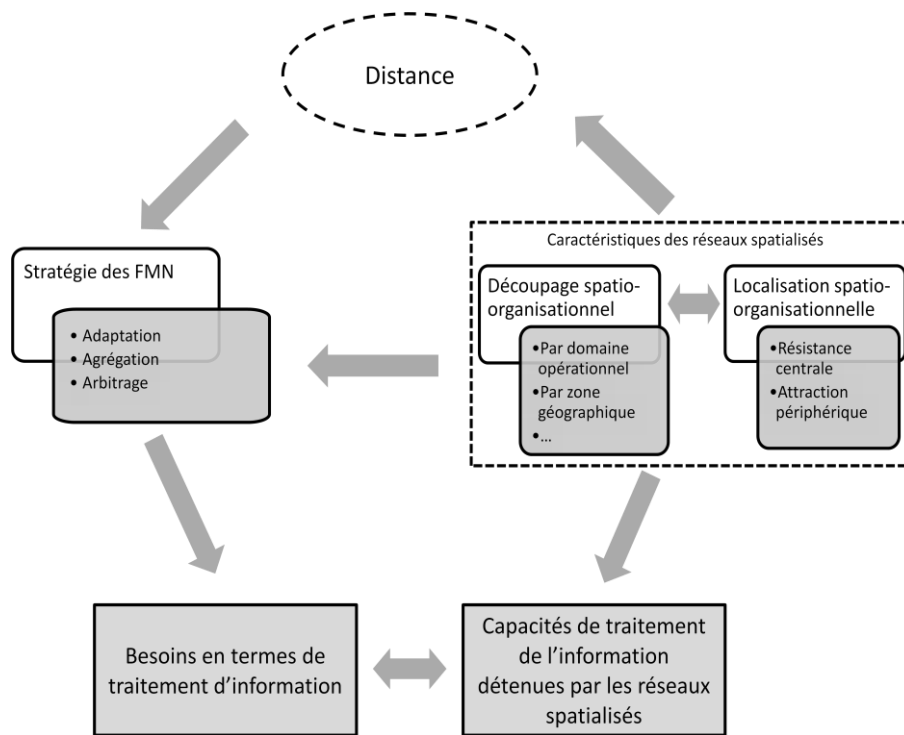 Distance
Caractéristiques des réseaux spatialisés
Stratégie des FMN
• Adaptation
• Agrégation
• Arbitrage
Découpage spatio-
organisationnel
•Par domaine
opérationnel
•Par zone
géographique
•...
Localisation spatio-
organisationnelle
•Résistance
centrale
•Attraction
périphérique
Besoins en termes de
traitement d'information
Capacités de traitement
de l'information
détenues par les réseaux
spatialisés